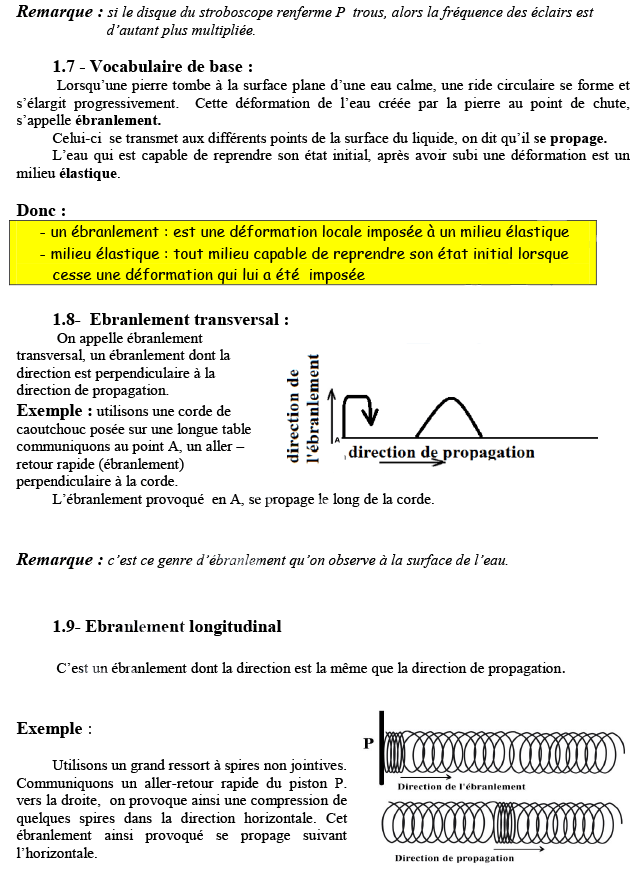 Remarque : si le disque du stroboscope renferme P trous, alors la fréquence des éclairs est
d'autant plus multipliée.
1.7 - Vocabulaire de base :
Lorsqu'une pierre tombe à la surface plane d'une eau calme, une ride circulaire se forme et
s'élargit progressivement. Cette déformation de l'eau créée par la pierre au point de chute,
s'appelle ébranlement.
Celui-ci se transmet aux différents points de la surface du liquide, on dit qu'il se propage.
L'eau qui est capable de reprendre son état initial, après avoir subi une déformation est un
milieu élastique.
Donc :
- un ébranlement : est une déformation locale imposée à un milieu élastique
- milieu élastique : tout milieu capable de reprendre son état initial lorsque
cesse une déformation qui lui a été imposée
1.8- Ebranlement transversal :
On appelle ébranlement
transversal, un ébranlement dont la
direction est perpendiculaire à la
direction de propagation.
Exemple : utilisons une corde de
caoutchouc posée sur une longue table
communiquons au point A, un aller –
retour rapide (ébranlement)
perpendiculaire à la corde.
direction de
l'ébranlement
A
direction de propagation
L'ébranlement provoqué en A, se propage le long de la corde.
Remarque : c'est ce genre d'ébranlement qu'on observe à la surface de l'eau.
1.9- Ebranlement longitudinal
C'est un ébranlement dont la direction est la même que la direction de propagation.
Exemple :
Utilisons un grand ressort à spires non jointives.
Communiquons un aller-retour rapide du piston P.
vers la droite, on provoque ainsi une compression de
quelques spires dans la direction horizontale. Cet
ébranlement ainsi provoqué se propage suivant
l'horizontale.
P
Direction de l'ébranlement
Direction de propagation